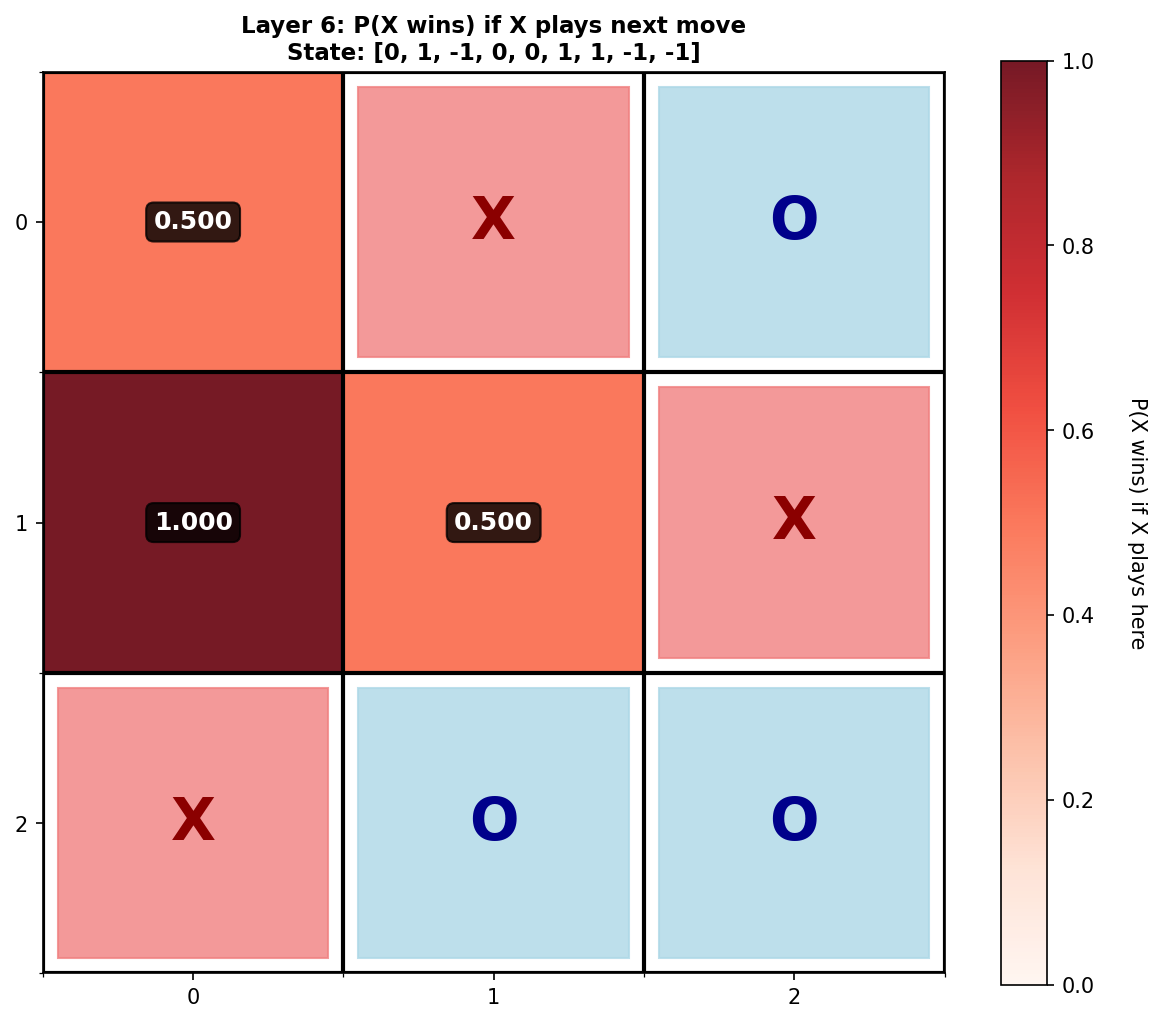 Layer 6: P(X wins) if X plays next move
State: [0, 1, -1, 0, 0, 1, 1, -1, -1]
0
0.500
X
O
1
1.000
0.500
X
2
X
O
O
0
1
2
1.0
0.8
0.6
0.4
0.2
0.0
P(X wins) if X plays here